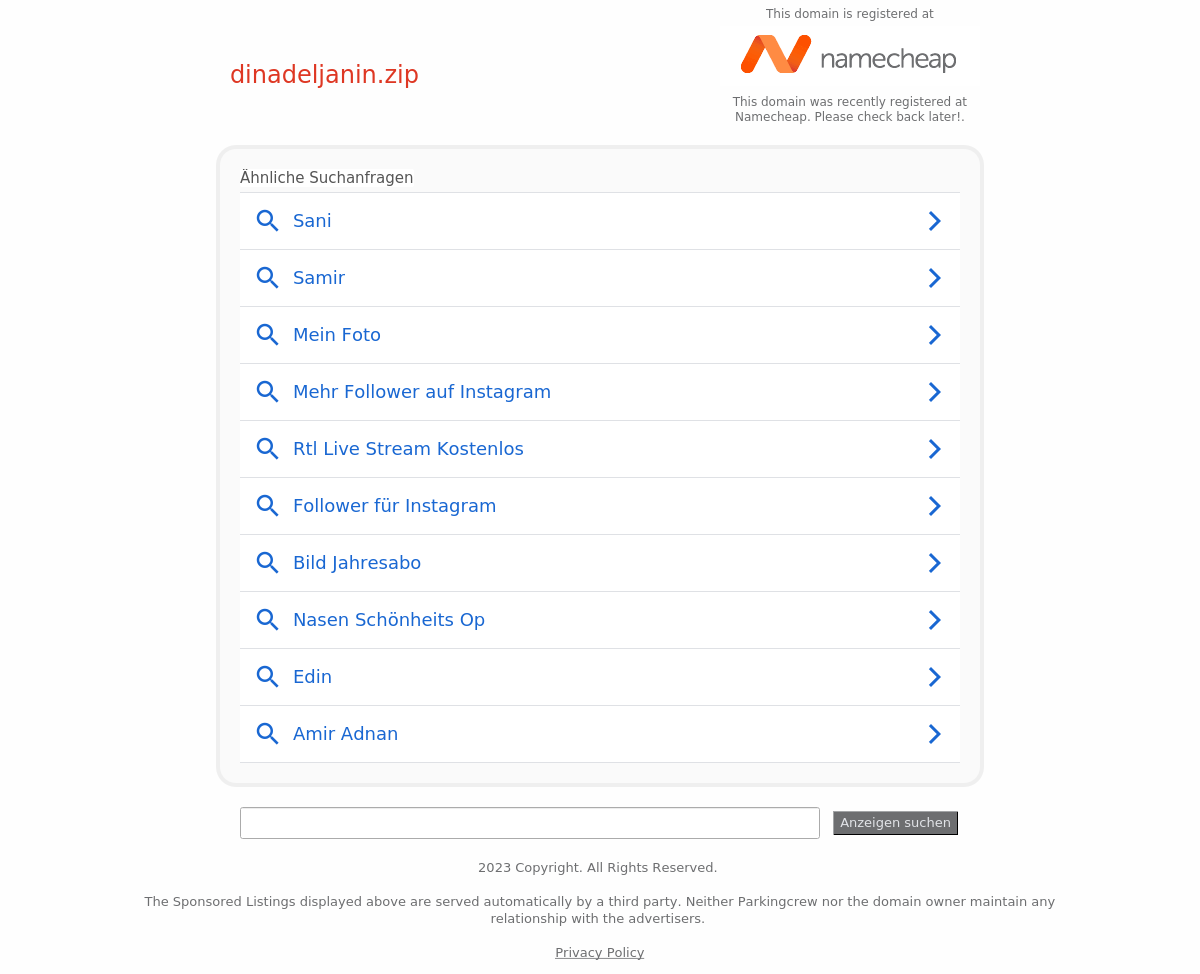 This domain is registered at
namecheap
dinadeljanin.zip
This domain was recently registered at
Namecheap. Please check back later!.
Ähnliche Suchanfragen
Sani
Samir
Mein Foto
Mehr Follower auf Instagram
Rtl Live Stream Kostenlos
Follower für Instagram
Bild Jahresabo
Nasen Schönheits Op
Edin
Amir Adnan
Anzeigen suchen
2023 Copyright. All Rights Reserved.
The Sponsored Listings displayed above are served automatically by a third party. Neither Parkingcrew nor the domain owner maintain any
relationship with the advertisers.
Privacy Policy